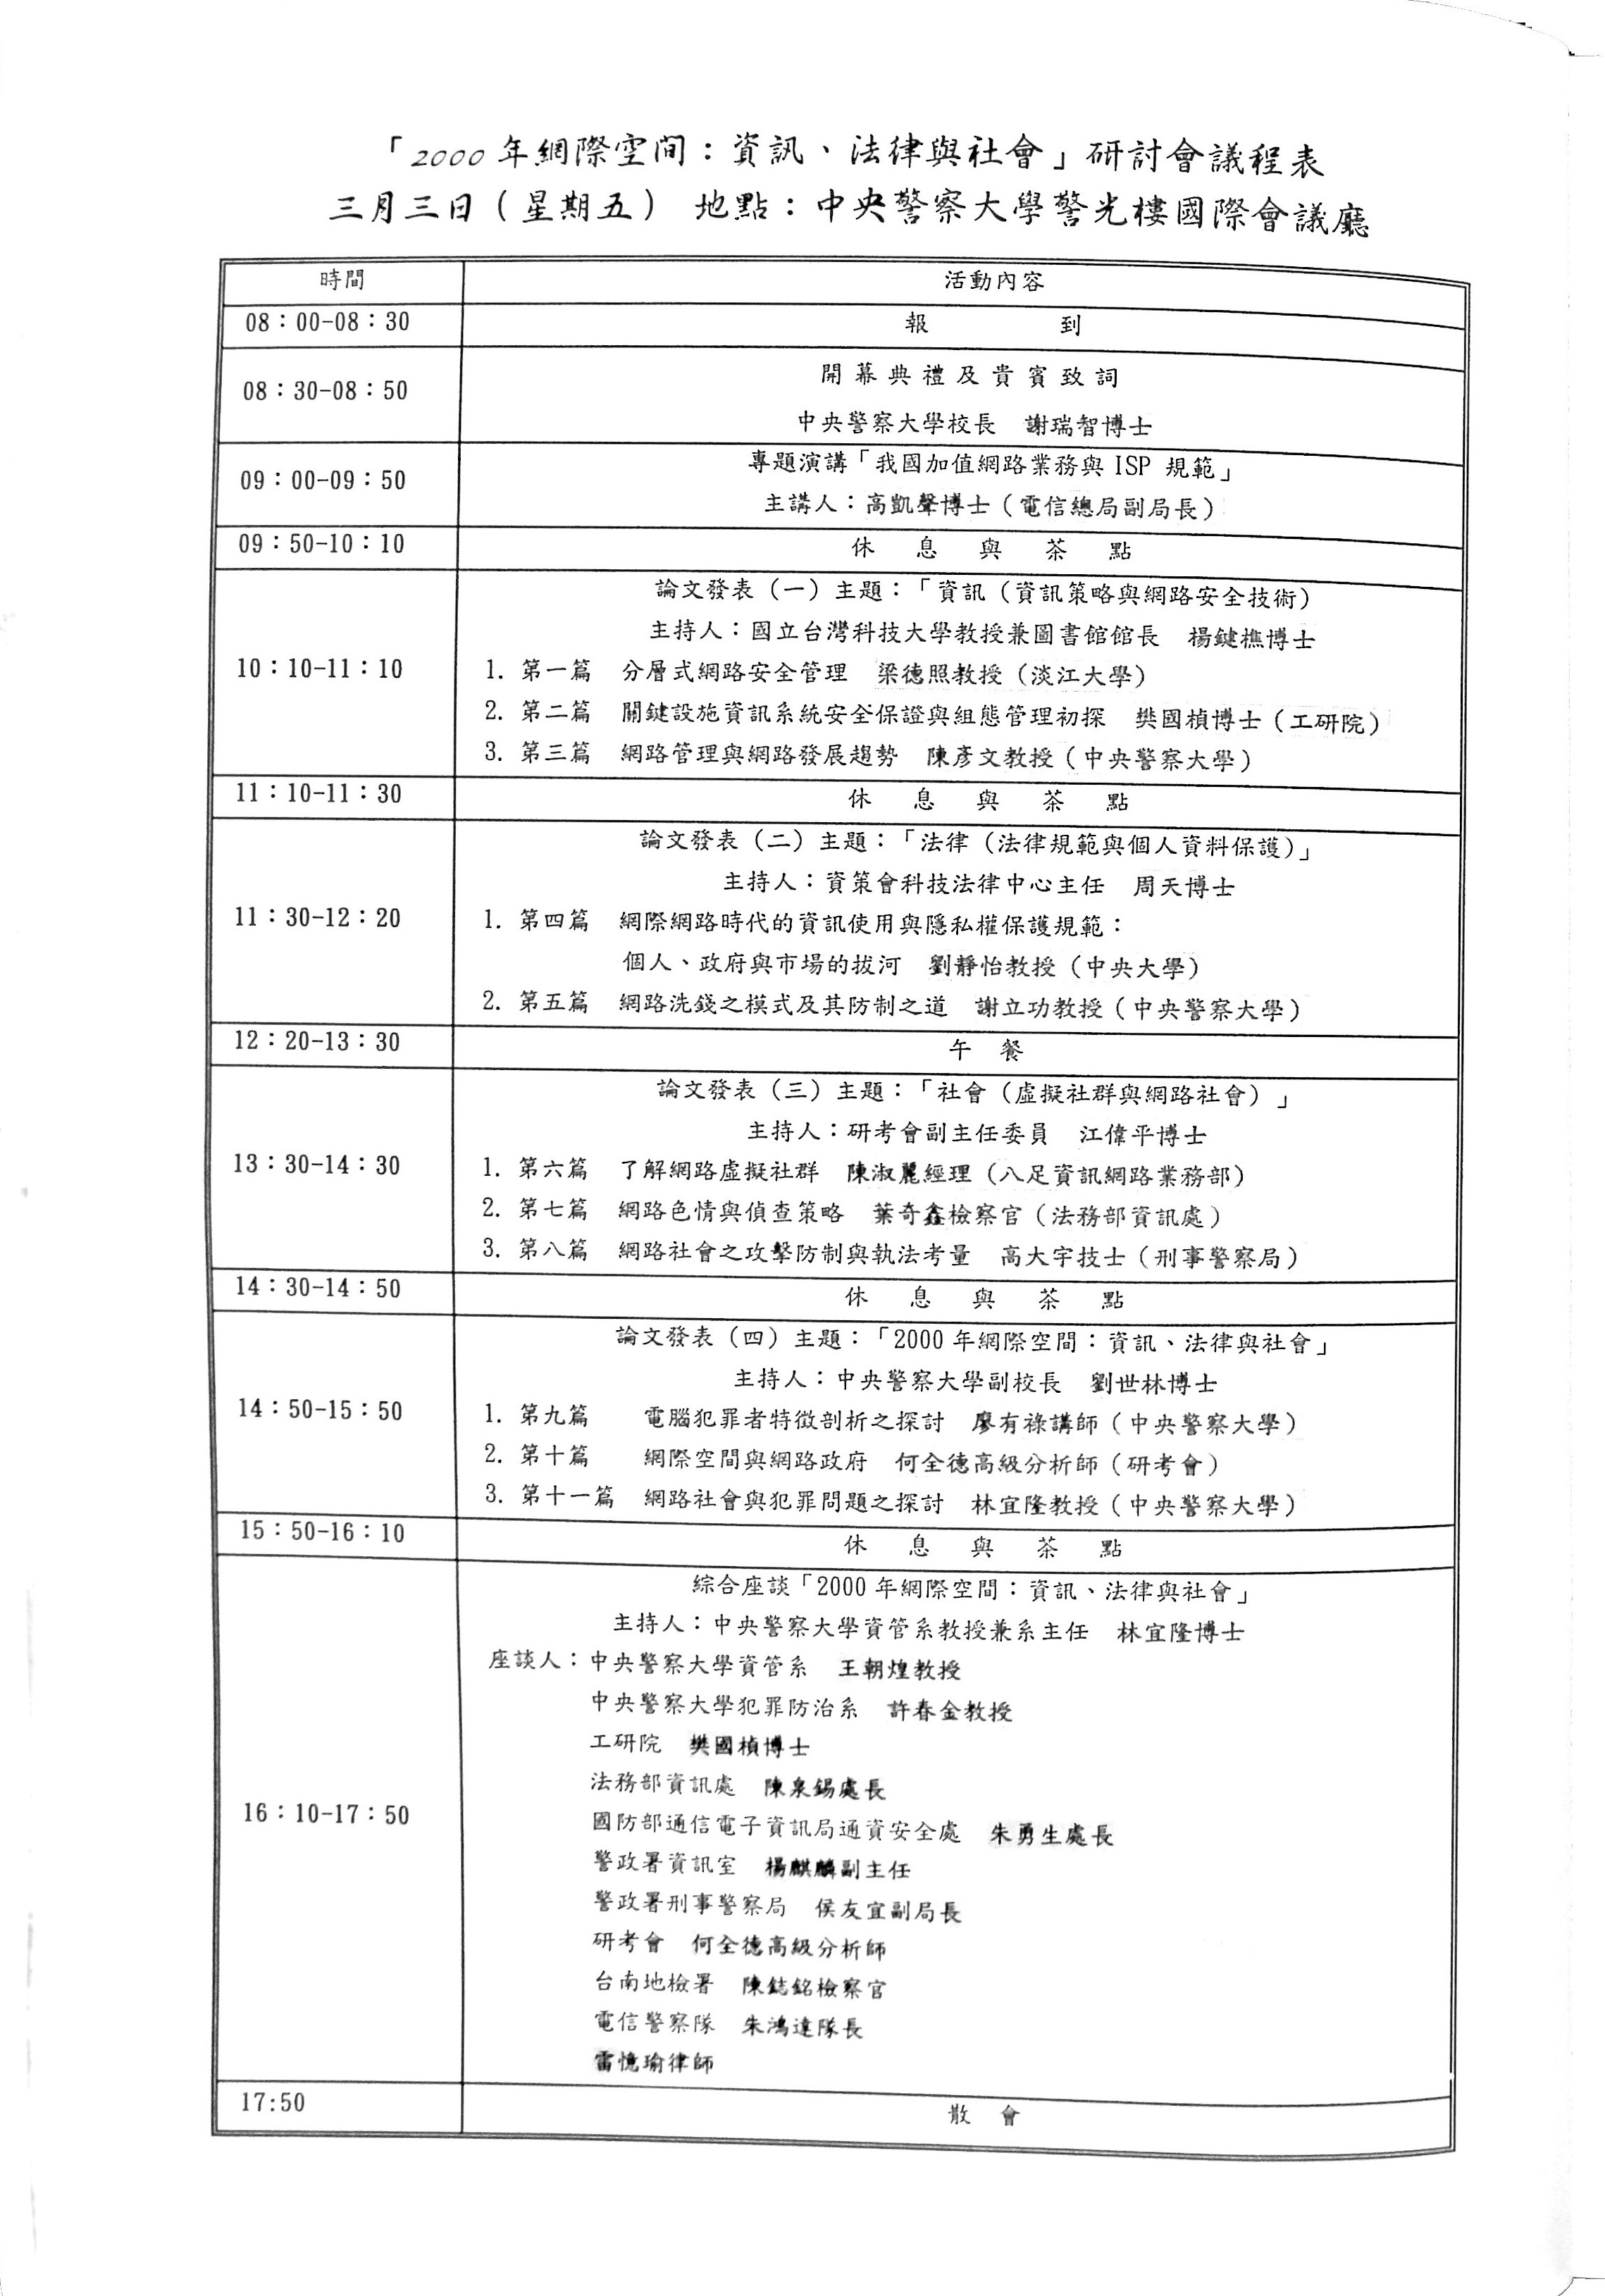 「2000年網際空間：資訊、法律與社會」研討會議程表
三月三日（星期五） 地點：中央警察大學警光樓國際會議廳
時間 活動內容
08：00-08：30 報 到
08：30-08：50 開幕典禮及貴賓致詞
中央警察大學校長 謝瑞智博士
09：00-09：50 專題演講「我國加值網路業務與 ISP 規範」
主講人：高凱聲博士（電信總局副局長）
09：50-10：10 休 息 與 茶 點
10：10-11：10 論文發表（一）主題：「資訊（資訊策略與網路安全技術）
主持人：國立台灣科技大學教授兼圖書館館長 楊鍵樵博士
1. 第一篇 分層式網路安全管理 梁德照教授（淡江大學）
2. 第二篇 關鍵設施資訊系統安全保證與組態管理初探 樊國楨博士（工研院）
3. 第三篇 網路管理與網路發展趨勢 陳彥文教授（中央警察大學）
11：10-11：30 休 息 與 茶 點
11：30-12：20 論文發表（二）主題：「法律（法律規範與個人資料保護）」
主持人：資策會科技法律中心主任 周天博士
1. 第四篇 網際網路時代的資訊使用與隱私權保護規範：
個人、政府與市場的拔河 劉靜怡教授（中央大學）
2. 第五篇 網路洗錢之模式及其防制之道 謝立功教授（中央警察大學）
12：20-13：30 午 餐
13：30-14：30 論文發表（三）主題：「社會（虛擬社群與網路社會）」
主持人：研考會副主任委員 江偉平博士
1. 第六篇 了解網路虛擬社群 陳淑麗經理（八足資訊網路業務部）
2. 第七篇 網路色情與偵查策略 葉奇鑫檢察官（法務部資訊處）
3. 第八篇 網路社會之攻擊防制與執法考量 高大宇技士（刑事警察局）
14：30-14：50 休 息 與 茶 點
14：50-15：50 論文發表（四）主題：「2000年網際空間：資訊、法律與社會」
主持人：中央警察大學副校長 劉世林博士
1. 第九篇 電腦犯罪者特徵剖析之探討 廖有祿講師（中央警察大學）
2. 第十篇 網際空間與網路政府 何全德高級分析師（研考會）
3. 第十一篇 網路社會與犯罪問題之探討 林宜隆教授（中央警察大學）
15：50-16：10 休 息 與 茶 點
16：10-17：50 綜合座談「2000年網際空間：資訊、法律與社會」
主持人：中央警察大學資管系教授兼系主任 林宜隆博士
座談人：中央警察大學資管系 王朝煌教授
中央警察大學犯罪防治系 許春金教授
工研院 樊國楨博士
法務部資訊處 陳泉錫處長
國防部通信電子資訊局通資安全處 朱勇生處長
警政署資訊室 楊麒麟副主任
警政署刑事警察局 侯友宜副局長
研考會 何全德高級分析師
台南地檢署 陳鋕銘檢察官
電信警察隊 朱鴻達隊長
雷憶瑜律師
17:50 散 會